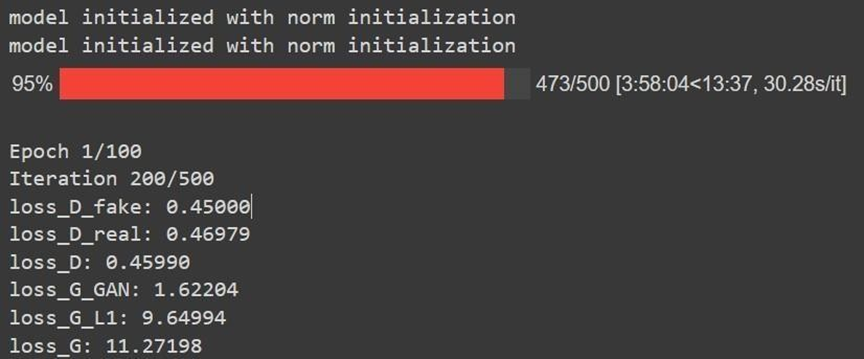 model initialized with norm initialization
model initialized with norm initialization
95% 473/500 [3:58:04<13:37, 30.28s/it]
Epoch 1/100
Iteration 200/500
loss_D_fake: 0.45000
loss_D_real: 0.46979
loss_D: 0.45990
loss_G_GAN: 1.62204
loss_G_L1: 9.64994
loss_G: 11.27198